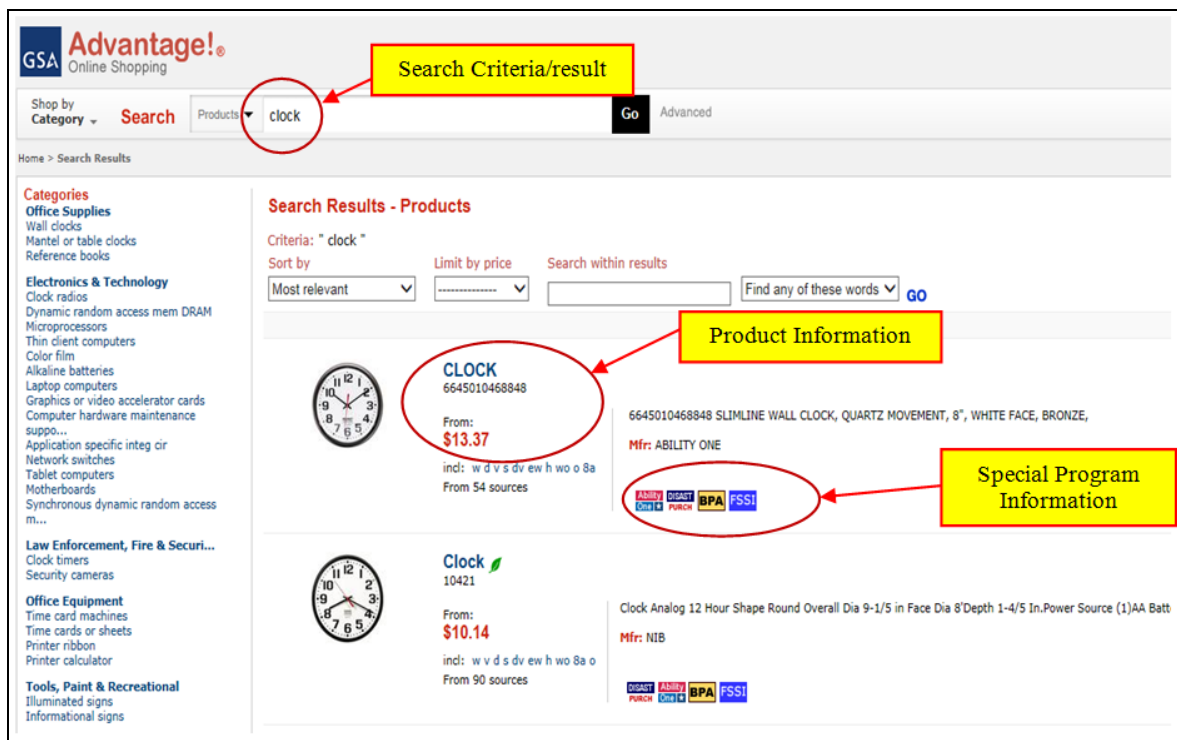 GSA Advantage!®
Online Shopping
Search Criteria/result
Shop by
Category
Search
Products
clock
Go
Advanced
Home > Search Results
Categories
Office Supplies
Wall clocks
Mantel or table clocks
Reference books
Electronics & Technology
Clock radios
Dynamic random access mem DRAM
Microprocessors
Thin client computers
Color film
Alkaline batteries
Laptop computers
Graphics or video accelerator cards
Computer hardware maintenance
suppo...
Application specific integ cir
Network switches
Tablet computers
Motherboards
Synchronous dynamic random access
m...
Law Enforcement, Fire & Securi...
Clock timers
Security cameras
Office Equipment
Time card machines
Time cards or sheets
Printer ribbon
Printer calculator
Tools, Paint & Recreational
Illuminated signs
Informational signs
Search Results - Products
Criteria: " clock "
Sort by
Limit by price
Search within results
Most relevant
--------------
Find any of these words
GO
Product Information
CLOCK
6645010468848
From:
$13.37
incl: w d v s dv ew h wo o 8a
From 54 sources
6645010468848 SLIMLINE WALL CLOCK, QUARTZ MOVEMENT, 8", WHITE FACE, BRONZE,
Mfr: ABILITY ONE
Ability One DISAST PURCH BPA FSSI
Special Program
Information
Clock
10421
From:
$10.14
incl: w v d s dv ew h wo 8a o
From 90 sources
Clock Analog 12 Hour Shape Round Overall Dia 9-1/5 in Face Dia 8'Depth 1-4/5 In.Power Source (1)AA Batt
Mfr: NIB
DISAST PURCH Ability One BPA FSSI